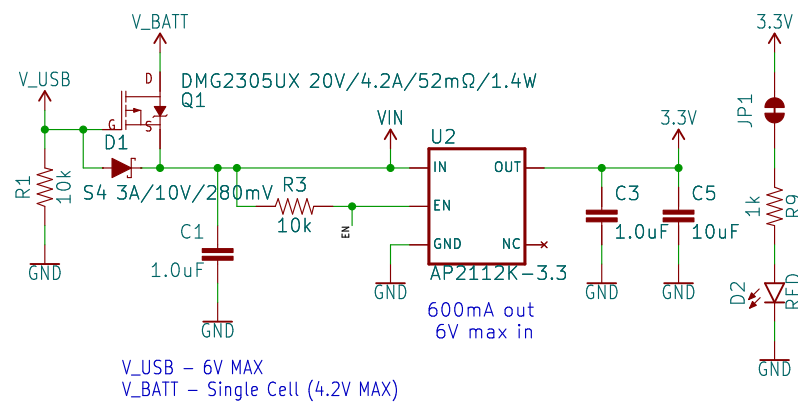 V_BATT
3.3V
V_USB
D
DMG2305UX 20V/4.2A/52mΩ/1.4W
Q1
JP1
G
S
D1
VIN
3.3V
U2
IN
OUT
R1
10k
S4 3A/10V/280mV
R3
10k
EN
EN
C3
1.0uF
C5
10uF
1k
R9
C1
1.0uF
GND
NC
AP2112K-3.3
GND
GND
GND
GND
D2
RED
600mA out
6V max in
GND
GND
V_USB - 6V MAX
V_BATT - Single Cell (4.2V MAX)